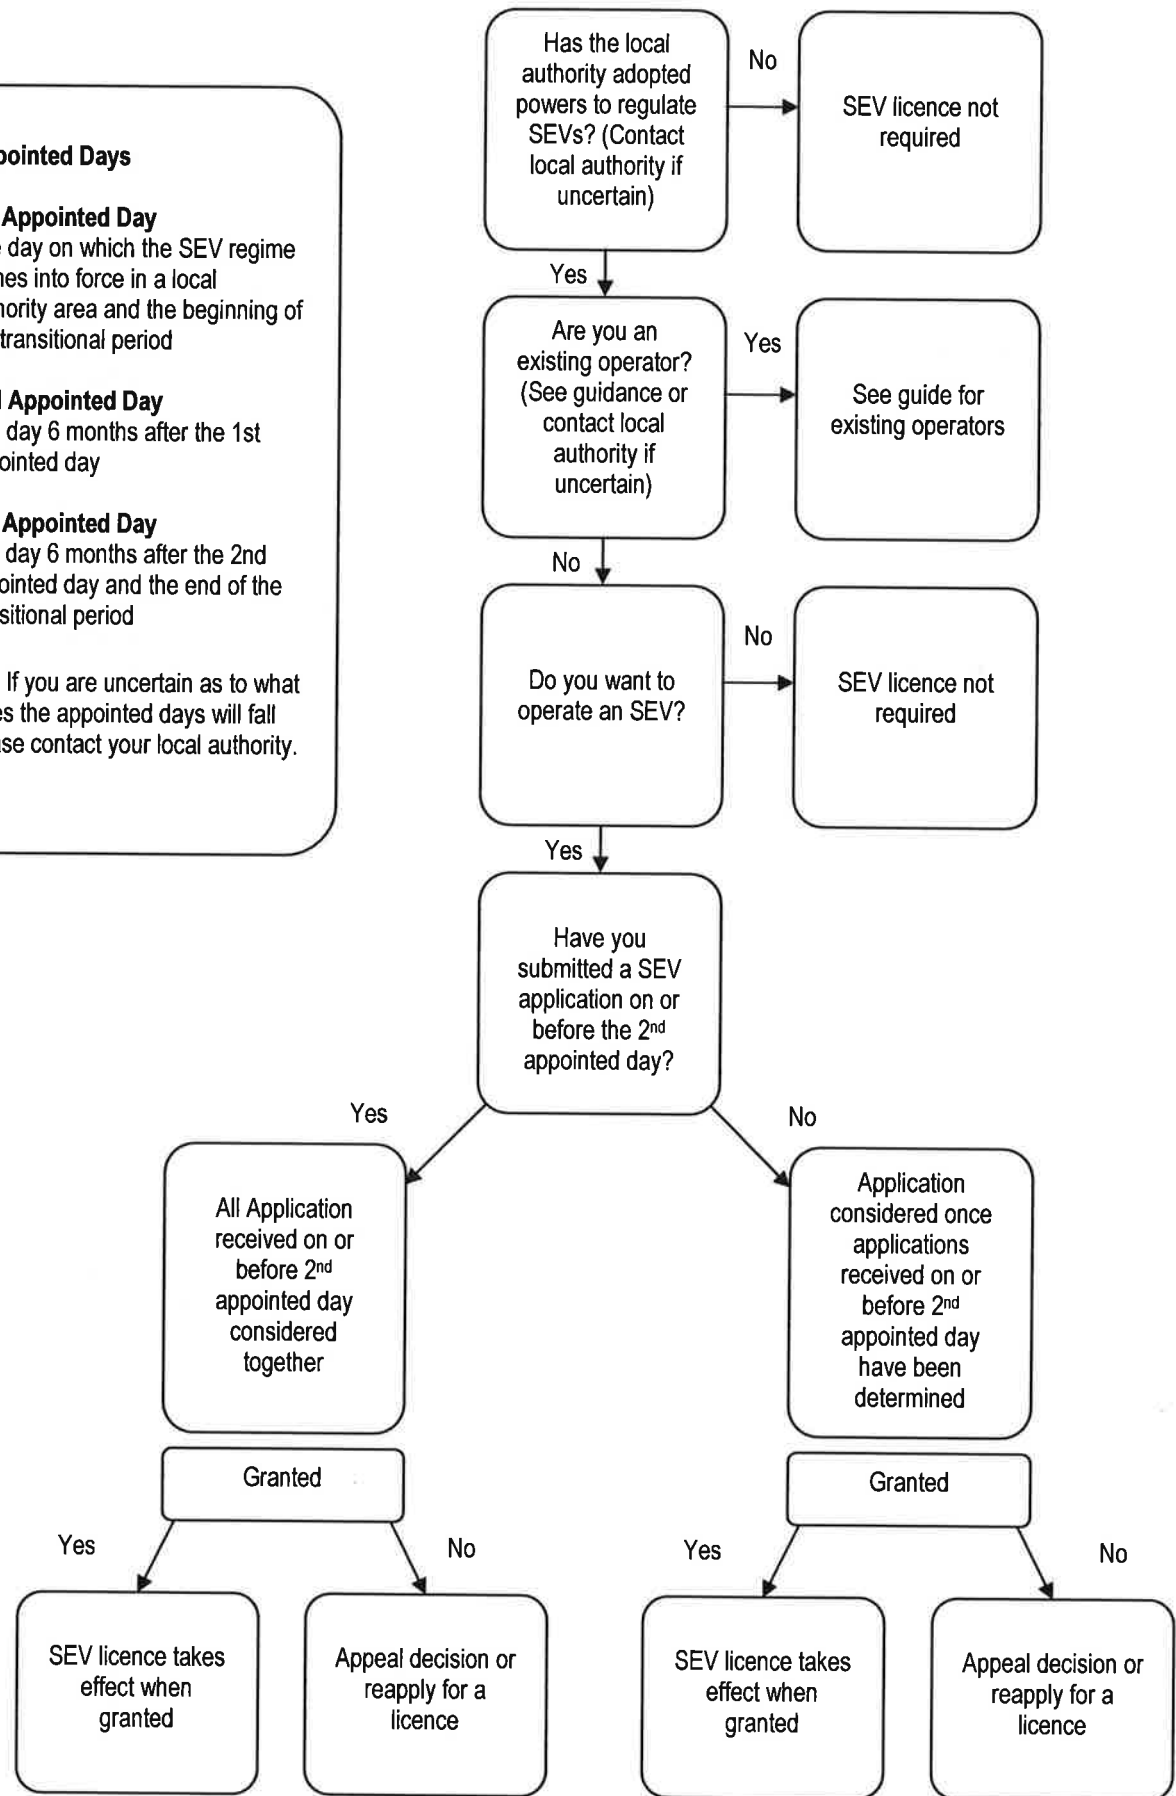 pointed Days
Appointed Day
e day on which the SEV regime
nes into force in a local
hority area and the beginning of
transitional period
Appointed Day
day 6 months after the 1st
ointed day
Appointed Day
day 6 months after the 2nd
ointed day and the end of the
sitional period
If you are uncertain as to what
es the appointed days will fall
ase contact your local authority.
Has the local
authority adopted
powers to regulate
SEVs? (Contact
local authority if
uncertain)
No
SEV licence not
required
Yes
Are you an
existing operator?
(See guidance or
contact local
authority if
uncertain)
Yes
See guide for
existing operators
No
Do you want to
operate an SEV?
No
SEV licence not
required
Yes
Have you
submitted a SEV
application on or
before the 2nd
appointed day?
Yes
No
All Application
received on or
before 2nd
appointed day
considered
together
Application
considered once
applications
received on or
before 2nd
appointed day
have been
determined
Granted
Granted
Yes
No
Yes
No
SEV licence takes
effect when
granted
Appeal decision or
reapply for a
licence
SEV licence takes
effect when
granted
Appeal decision or
reapply for a
licence